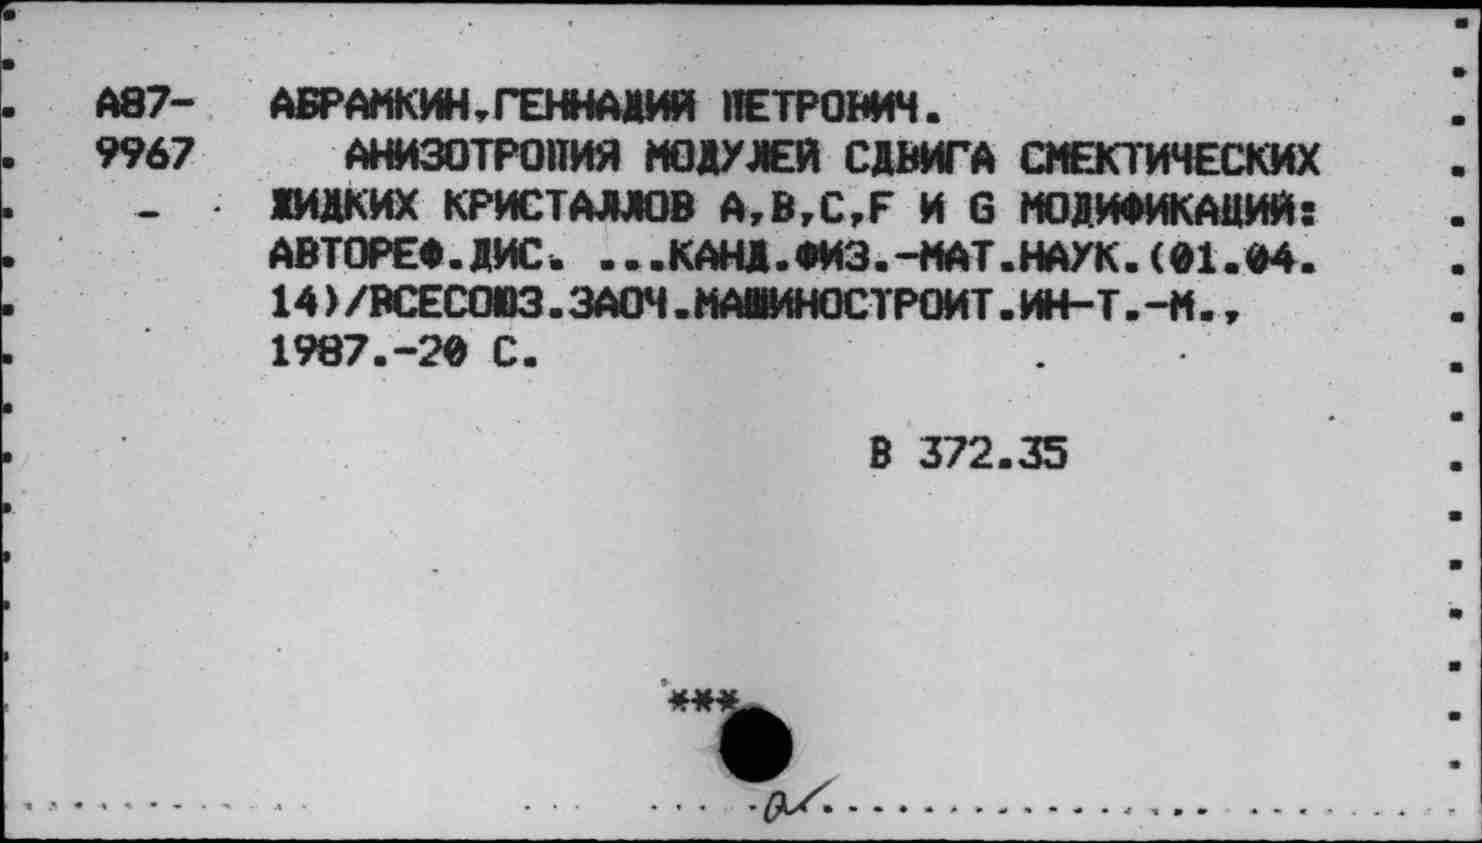 А87- АБРАМКИН,ГЕННАДИЙ ПЕТРОВИЧ.
9967 АНИЗОТРОПИЯ МОДУЛЕЙ СДВИГА СМЕКТИЧЕСКИХ
- ЖИДКИХ КРИСТАЛЛОВ A,B,C,F И G МОДИФИКАЦИЙ:
АВТОРЕФ.ДИС. ...КАНД.ФИЗ.-МАТ.НАУК.(01.04.
14)/ВСЕСОЮЗ.ЗАОЧ.МАШИНОСТРОИТ.ИН-Т.-М.,
1987.-20 С.
В 372.35
***